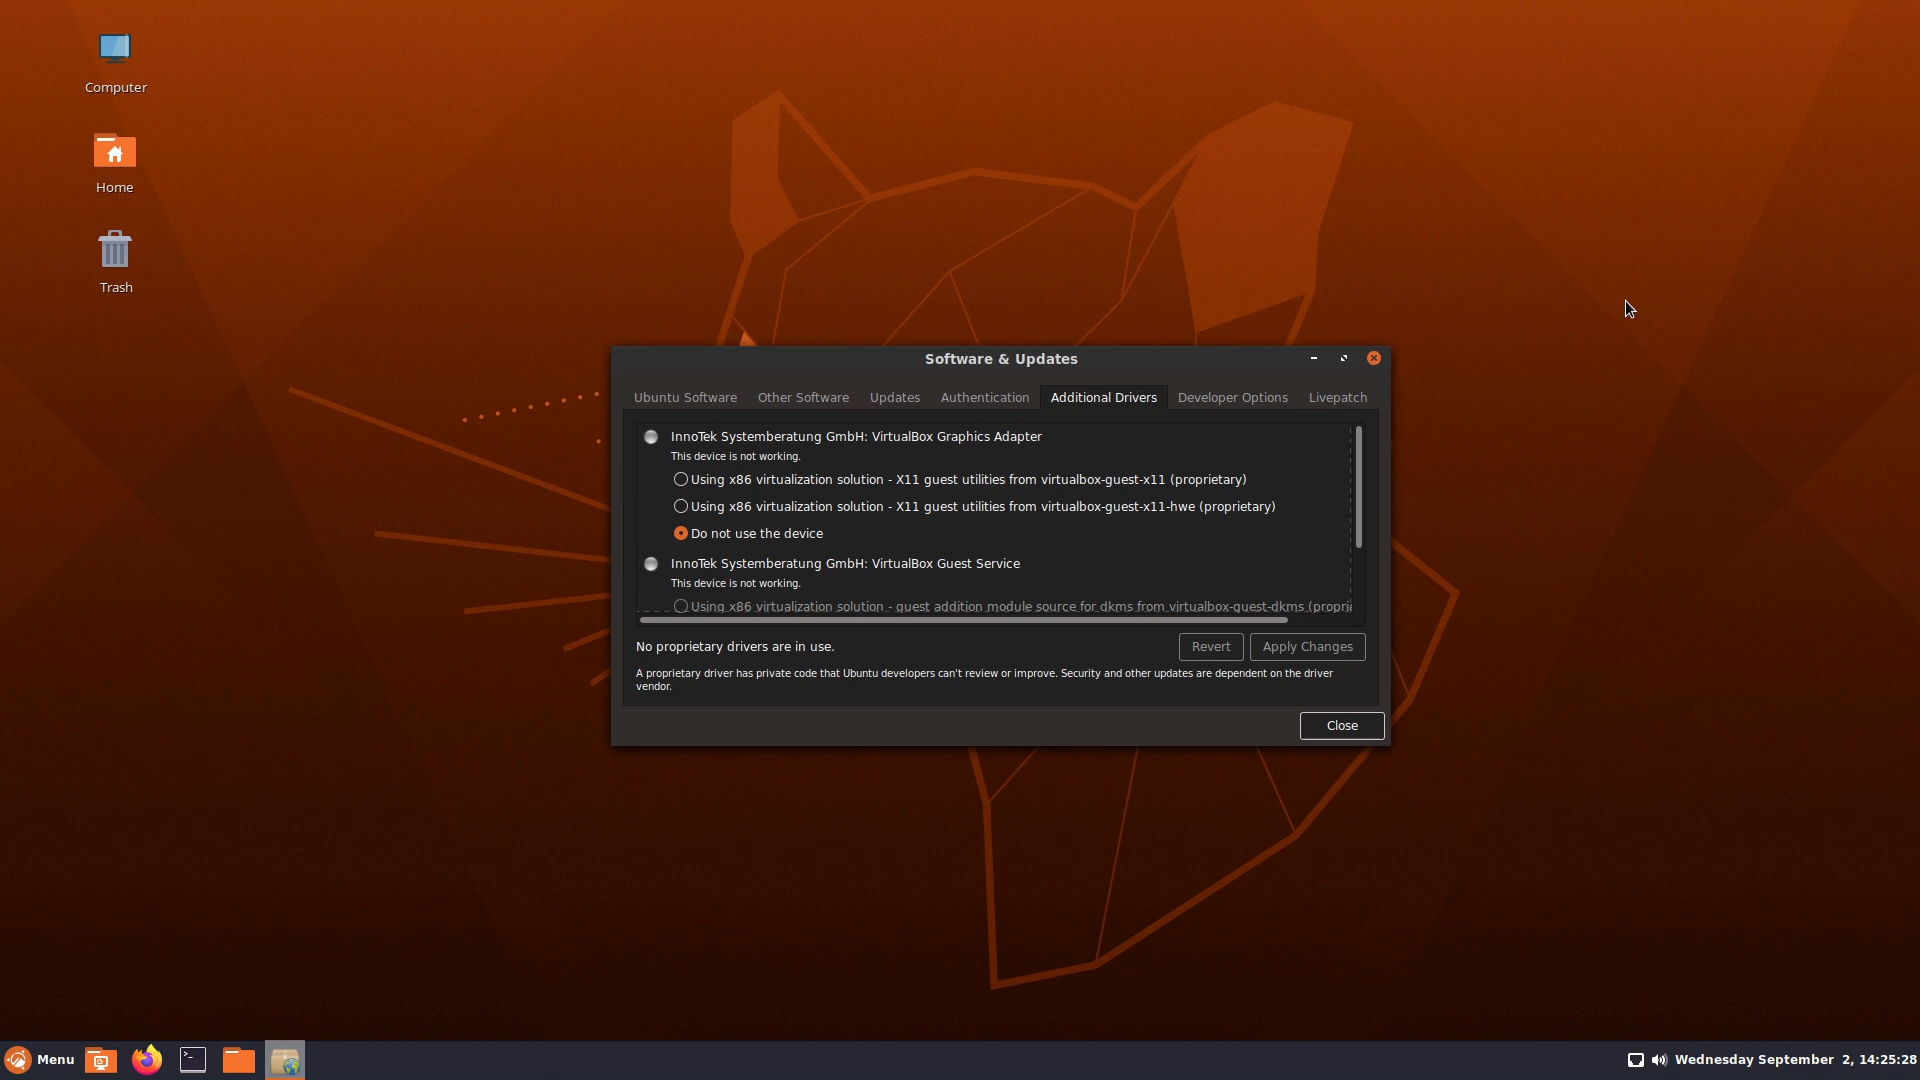 Computer
Home
Trash
Software & Updates
Ubuntu Software Other Software Updates Authentication Additional Drivers Developer Options Livepatch
InnoTek Systemberatung GmbH: VirtualBox Graphics Adapter
This device is not working.
Using x86 virtualization solution - X11 guest utilities from virtualbox-guest-x11 (proprietary)
Using x86 virtualization solution - X11 guest utilities from virtualbox-guest-x11-hwe (proprietary)
Do not use the device
InnoTek Systemberatung GmbH: VirtualBox Guest Service
This device is not working.
Using x86 virtualization solution - guest addition module source for dkms from virtualbox-guest-dkms (propri
No proprietary drivers are in use.
Revert Apply Changes
A proprietary driver has private code that Ubuntu developers can't review or improve. Security and other updates are dependent on the driver
vendor.
Close
Menu
Wednesday September 2, 14:25:28